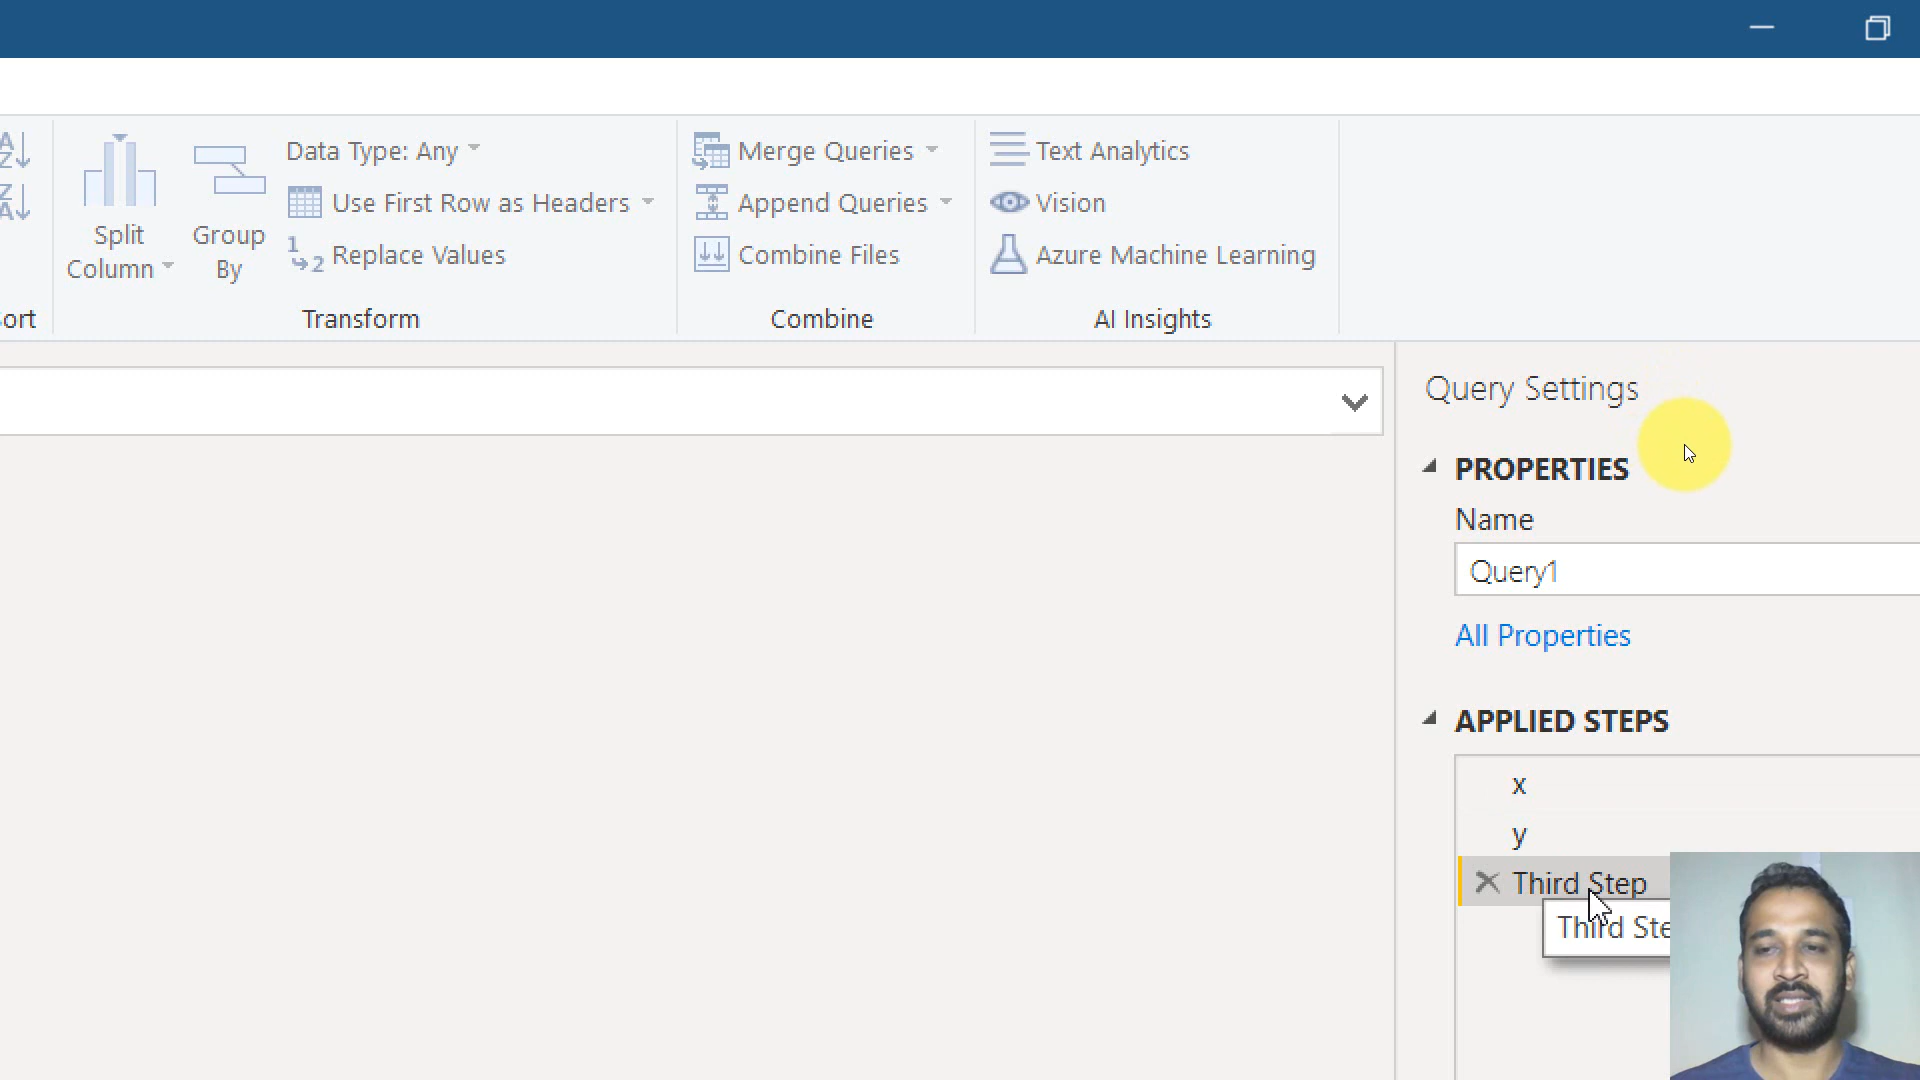 Split Column
Group By
Data Type: Any
Use First Row as Headers
Replace Values
Transform
Merge Queries
Append Queries
Combine Files
Combine
Text Analytics
Vision
Azure Machine Learning
AI Insights
Query Settings
PROPERTIES
Name
Query1
All Properties
APPLIED STEPS
x
y
Third Step
Third